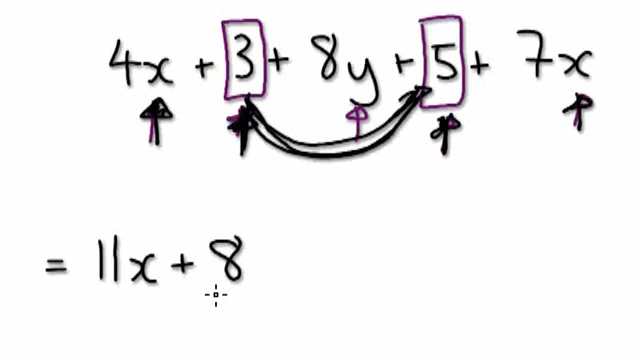 4x + 3 + 8y + 5 + 7x
= 11x + 8